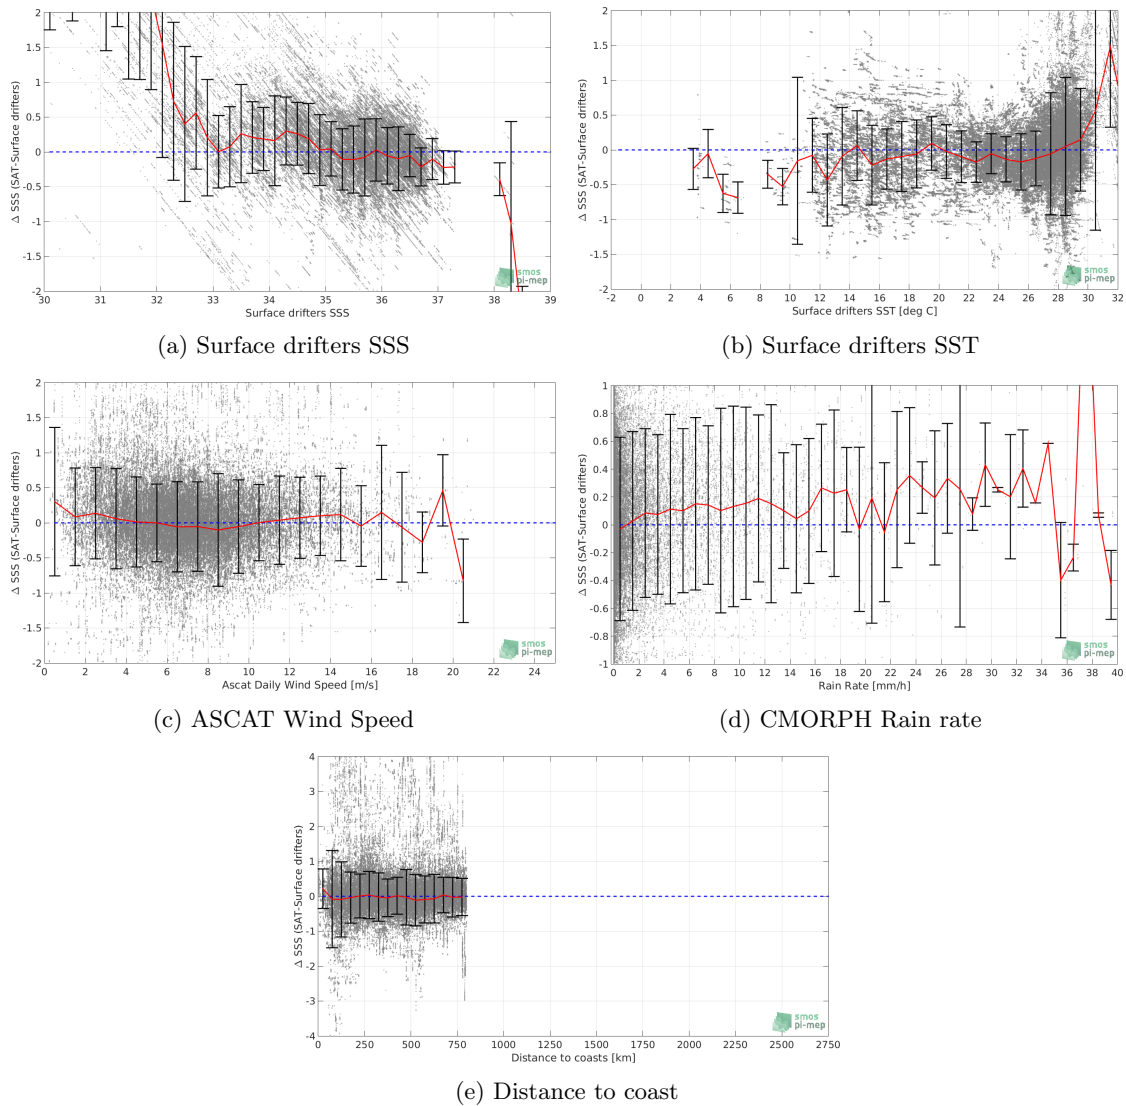 2
1.5
1
0.5
0
-0.5
-1
-1.5
-2
Δ SSS (SAT-Surface drifters)
30 31 32 33 34 35 36 37 38 39
Surface drifters SSS
smos
pi-mep
(a) Surface drifters SSS
2
1.5
1
0.5
0
-0.5
-1
-1.5
-2
Δ SSS (SAT-Surface drifters)
-2 0 2 4 6 8 10 12 14 16 18 20 22 24 26 28 30 32
Surface drifters SST [deg C]
smos
pi-mep
(b) Surface drifters SST
2
1.5
1
0.5
0
-0.5
-1
-1.5
-2
Δ SSS (SAT-Surface drifters)
0 2 4 6 8 10 12 14 16 18 20 22 24
Ascat Daily Wind Speed [m/s]
smos
pi-mep
(c) ASCAT Wind Speed
1
0.8
0.6
0.4
0.2
0
-0.2
-0.4
-0.6
-0.8
-1
Δ SSS (SAT-Surface drifters)
0 2 4 6 8 10 12 14 16 18 20 22 24 26 28 30 32 34 36 38 40
Rain Rate [mm/h]
smos
pi-mep
(d) CMORPH Rain rate
4
3
2
1
0
-1
-2
-3
-4
Δ SSS (SAT-Surface drifters)
0 250 500 750 1000 1250 1500 1750 2000 2250 2500 2750
Distance to coasts [km]
smos
pi-mep
(e) Distance to coast